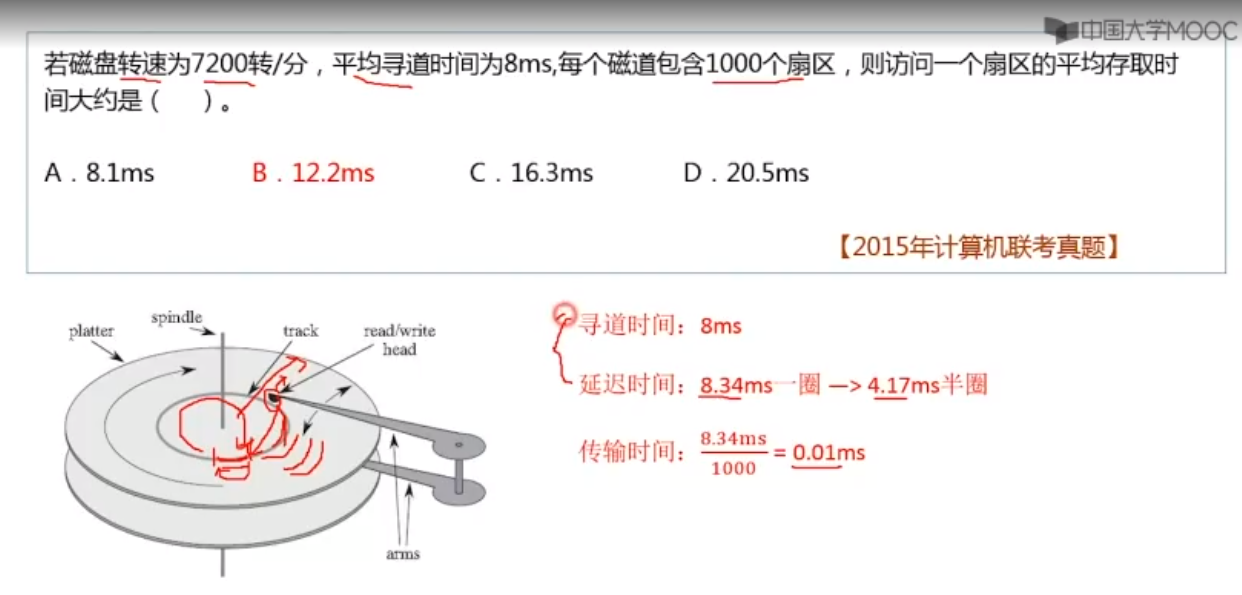 中国大学MOOC
若磁盘转速为7200转/分，平均寻道时间为8ms,每个磁道包含1000个扇区，则访问一个扇区的平均存取时
间大约是（　　）。
A．8.1ms　B．12.2ms　C．16.3ms　D．20.5ms
【2015年计算机联考真题】
spindle
platter
track
read/write
head
arms
寻道时间：8ms
延迟时间：8.34ms一圈 —> 4.17ms半圈
传输时间：8.34ms/1000 = 0.01ms